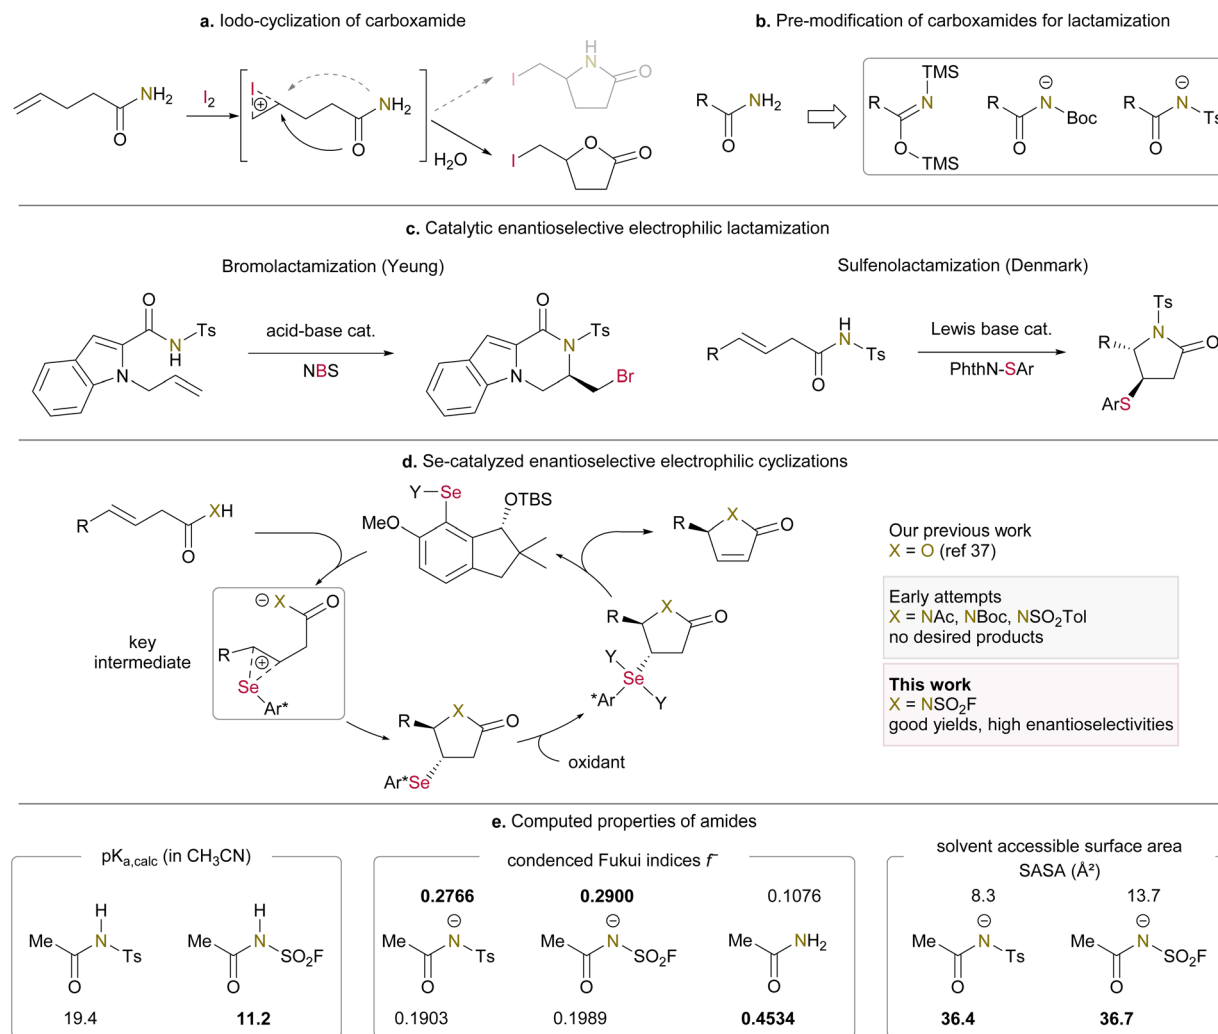 a. Iodo-cyclization of carboxamide
NH2
O
I2
I
⊕
NH2
O
H2O
H
N
O
I
O
O
I
b. Pre-modification of carboxamides for lactamization
R
NH2
O
TMS
R
N
O
TMS
⊖
R
N
Boc
O
⊖
R
N
Ts
O
c. Catalytic enantioselective electrophilic lactamization
Bromolactamization (Yeung)
O
Ts
N
H
N
acid-base cat.
NBS
O
Ts
N
N
Br
Sulfenolactamization (Denmark)
R
H
N
Ts
O
Lewis base cat.
PhthN-SAr
Ts
N
R
O
ArS
d. Se-catalyzed enantioselective electrophilic cyclizations
R
XH
O
Y
Se
OTBS
MeO
R
X
O
key
intermediate
⊖
X
O
R
⊕
Se
Ar*
R
X
O
Ar*Se
oxidant
R
X
O
Y
Se
*Ar
Y
Our previous work
X = O (ref 37)
Early attempts
X = NAc, NBoc, NSO2Tol
no desired products
This work
X = NSO2F
good yields, high enantioselectivities
e. Computed properties of amides
pKa,calc (in CH3CN)
H
Me
N
Ts
O
19.4
H
Me
N
SO2F
O
11.2
condenced Fukui indices f−
0.2766
⊖
Me
N
Ts
O
0.1903
0.2900
⊖
Me
N
SO2F
O
0.1989
0.1076
Me
NH2
O
0.4534
solvent accessible surface area
SASA (Å²)
8.3
⊖
Me
N
Ts
O
36.4
13.7
⊖
Me
N
SO2F
O
36.7